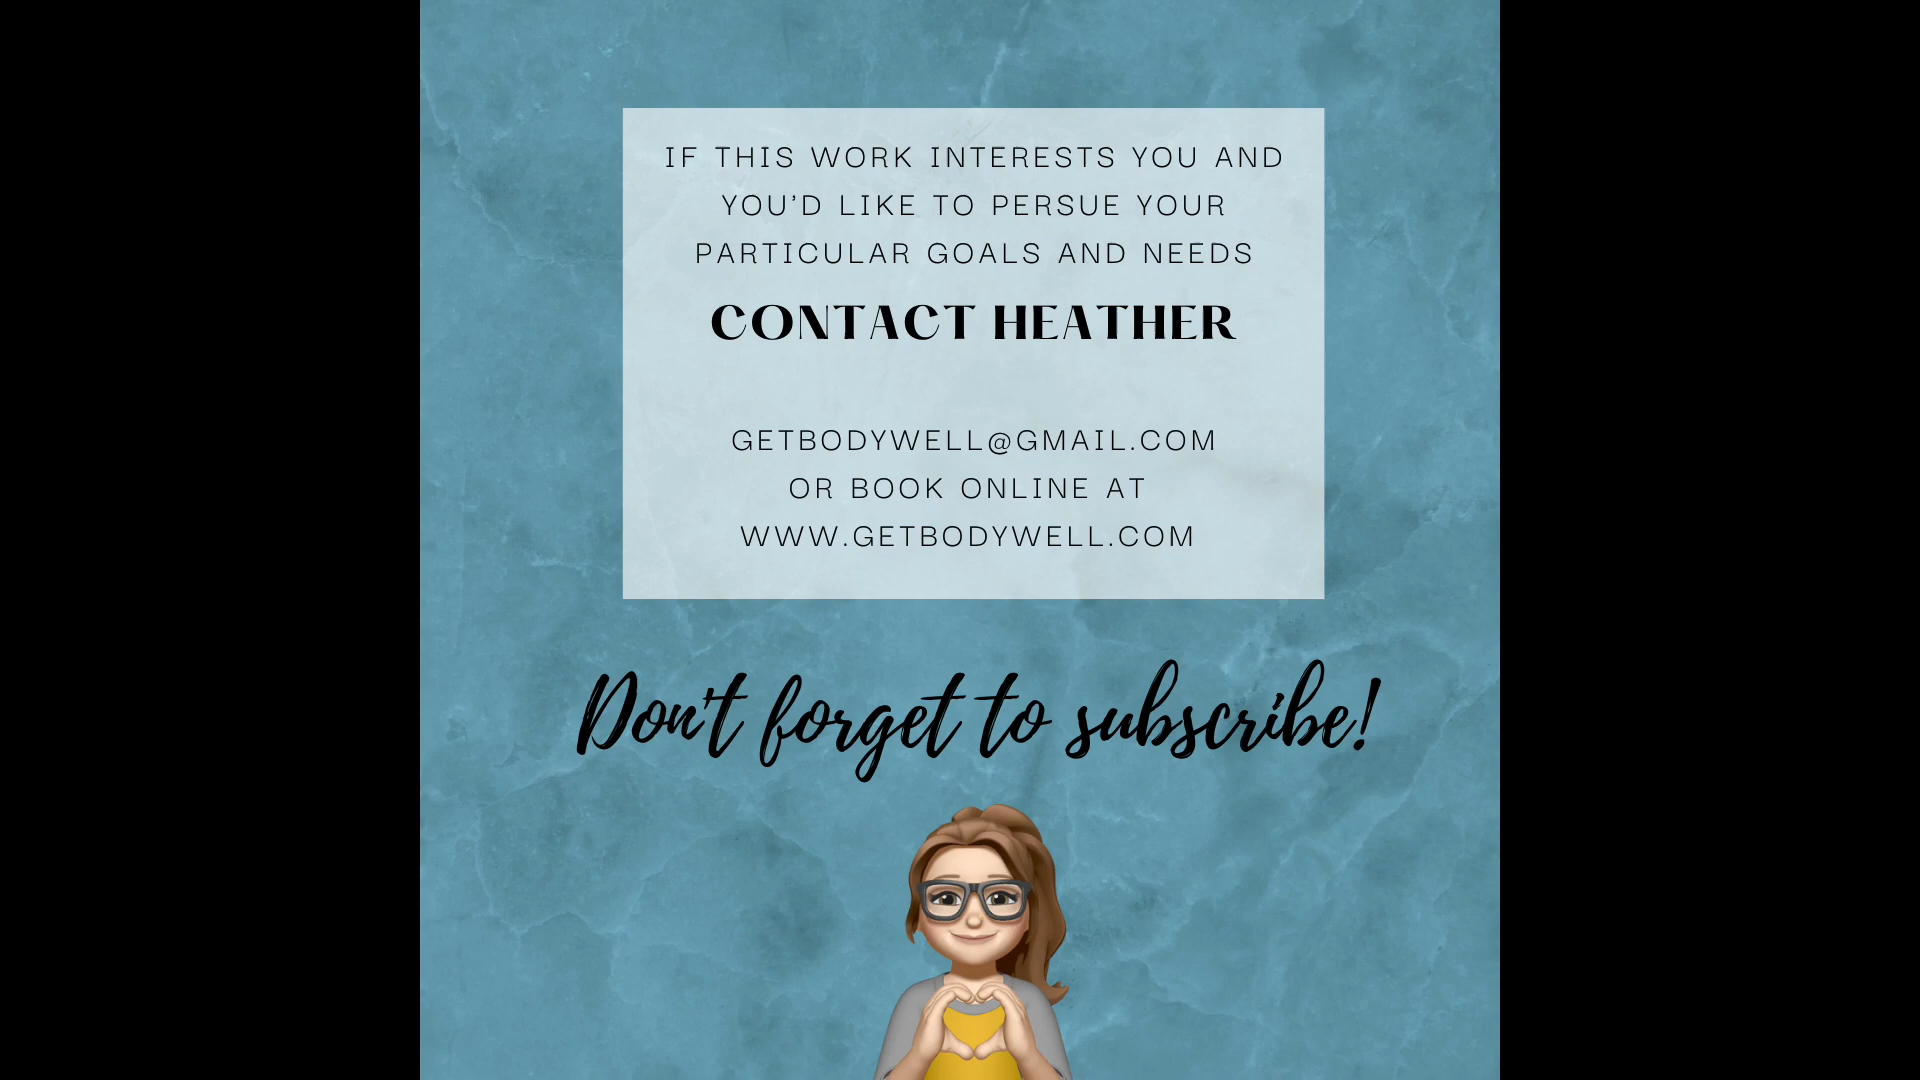 IF THIS WORK INTERESTS YOU AND
YOU'D LIKE TO PERSUE YOUR
PARTICULAR GOALS AND NEEDS
CONTACT HEATHER
GETBODYWELL@GMAIL.COM
OR BOOK ONLINE AT
WWW.GETBODYWELL.COM
Don't forget to subscribe!